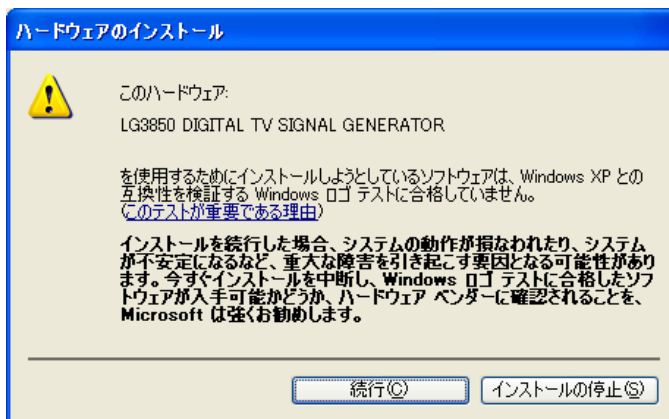 ハードウェアのインストール
このハードウェア:
LG3850 DIGITAL TV SIGNAL GENERATOR
を使用するためにインストールしようとしているソフトウェアは、Windows XP との
互換性を検証する Windows ロゴ テストに合格していません。
(このテストが重要である理由)
インストールを続行した場合、システムの動作が損なわれたり、システム
が不安定になるなど、重大な障害を引き起こす要因となる可能性があり
ます。今すぐインストールを中断し、Windows ロゴ テストに合格したソフ
トウェアが入手可能かどうか、ハードウェア ベンダーに確認されることを、
Microsoft は強くお勧めします。
続行(C) インストールの停止(S)